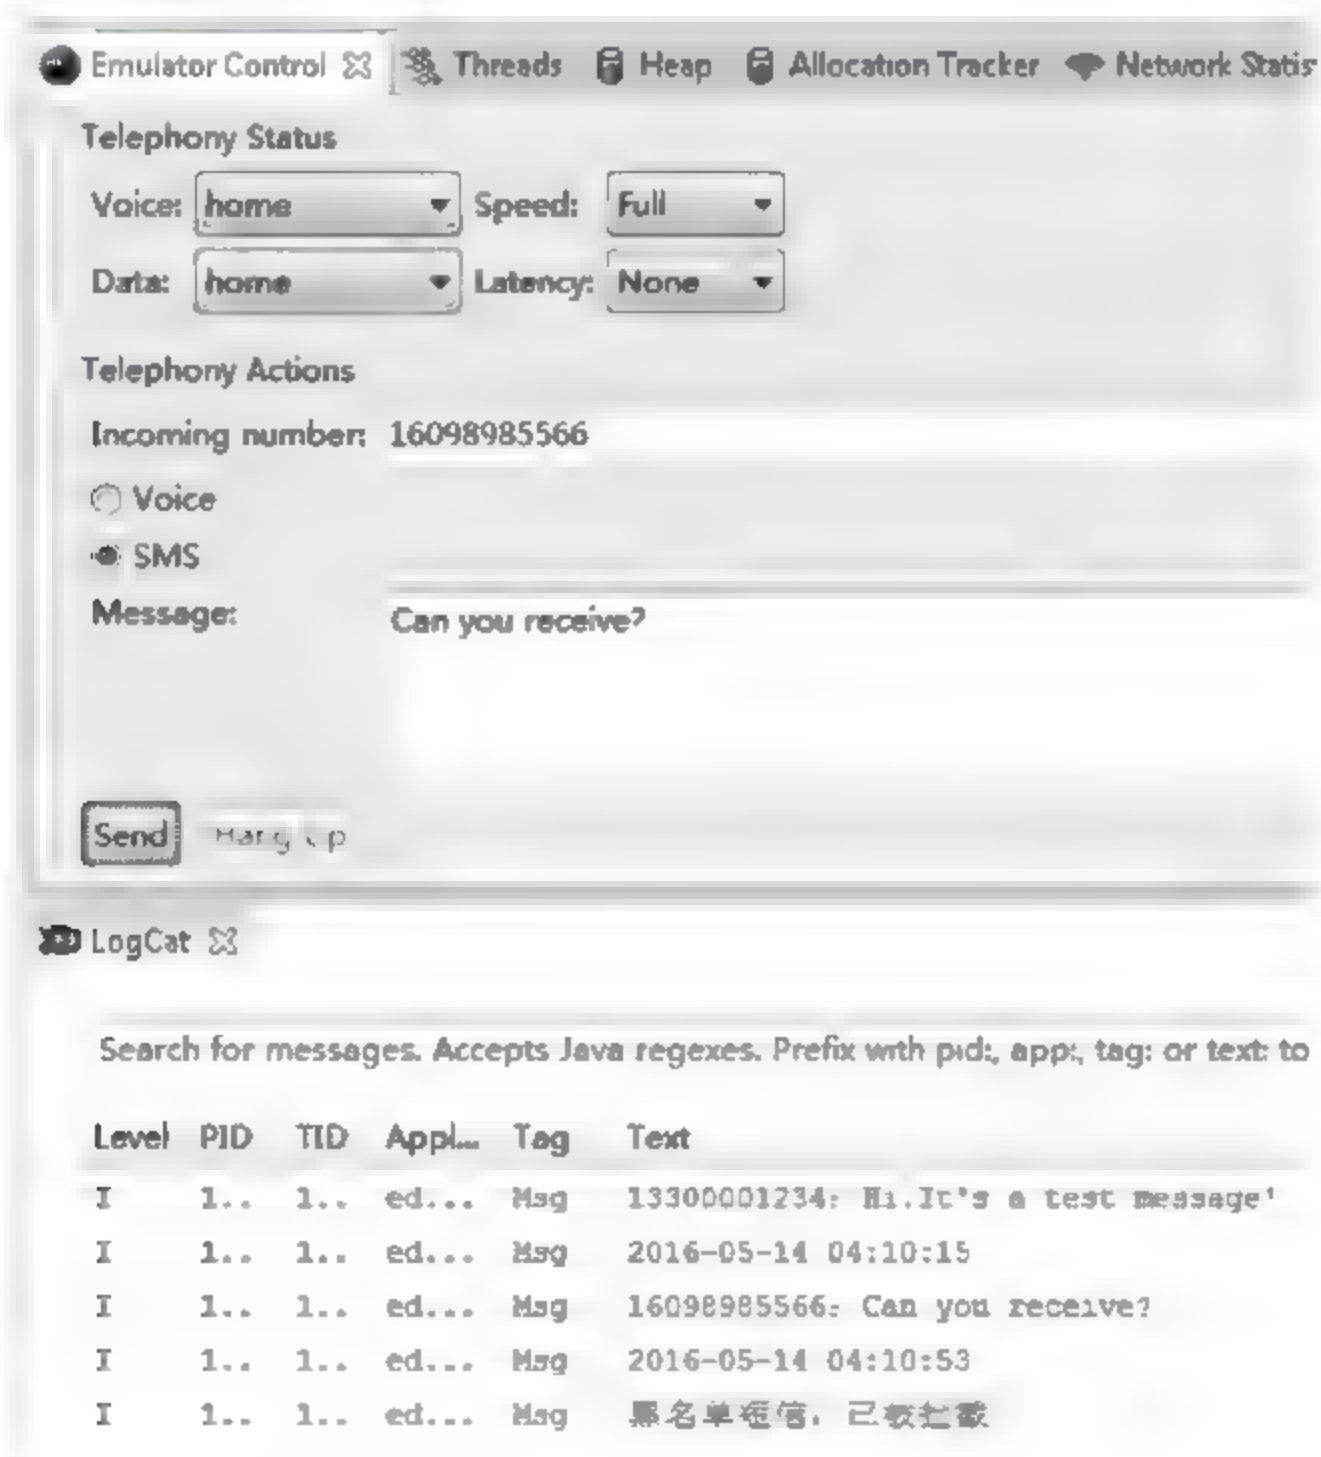 Emulator Control Threads Heap Allocation Tracker Network Statis
Telephony Status
Voice: home Speed: Full
Data: home Latency: None
Telephony Actions
Incoming number: 16098985566
Voice
SMS
Message: Can you receive?
Send Hang Up
LogCat
Search for messages. Accepts Java regexes. Prefix with pid:, app:, tag: or text: to
Level PID TID Appl... Tag Text
I 1.. 1.. ed... Msg 13300001234: Hi.It's a test message!
I 1.. 1.. ed... Msg 2016-05-14 04:10:15
I 1.. 1.. ed... Msg 16098985566: Can you receive?
I 1.. 1.. ed... Msg 2016-05-14 04:10:53
I 1.. 1.. ed... Msg 黑名单短信，已被拦截